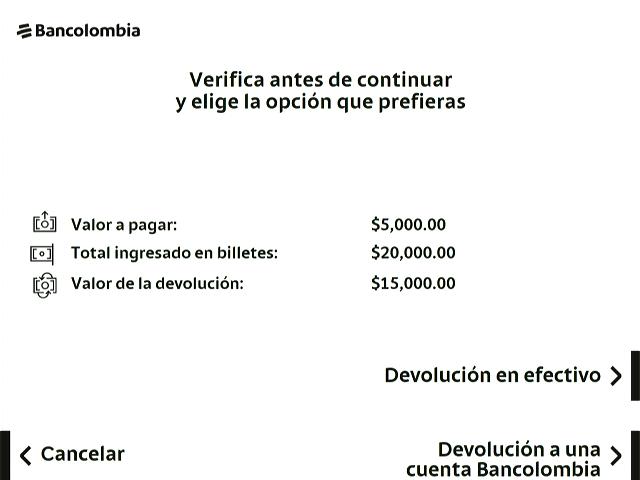 Bancolombia
Verifica antes de continuar
y elige la opción que prefieras
Valor a pagar: $5,000.00
Total ingresado en billetes: $20,000.00
Valor de la devolución: $15,000.00
Devolución en efectivo
Cancelar
Devolución a una
cuenta Bancolombia